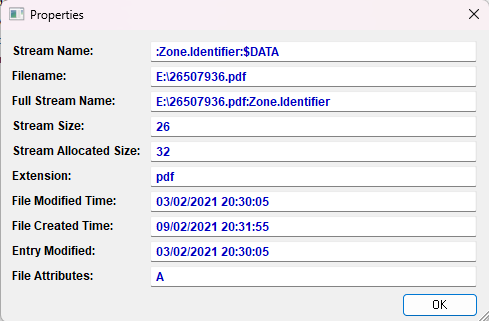 Properties
Stream Name: :Zone.Identifier:$DATA
Filename: E:\26507936.pdf
Full Stream Name: E:\26507936.pdf:Zone.Identifier
Stream Size: 26
Stream Allocated Size: 32
Extension: pdf
File Modified Time: 03/02/2021 20:30:05
File Created Time: 09/02/2021 20:31:55
Entry Modified: 03/02/2021 20:30:05
File Attributes: A
OK